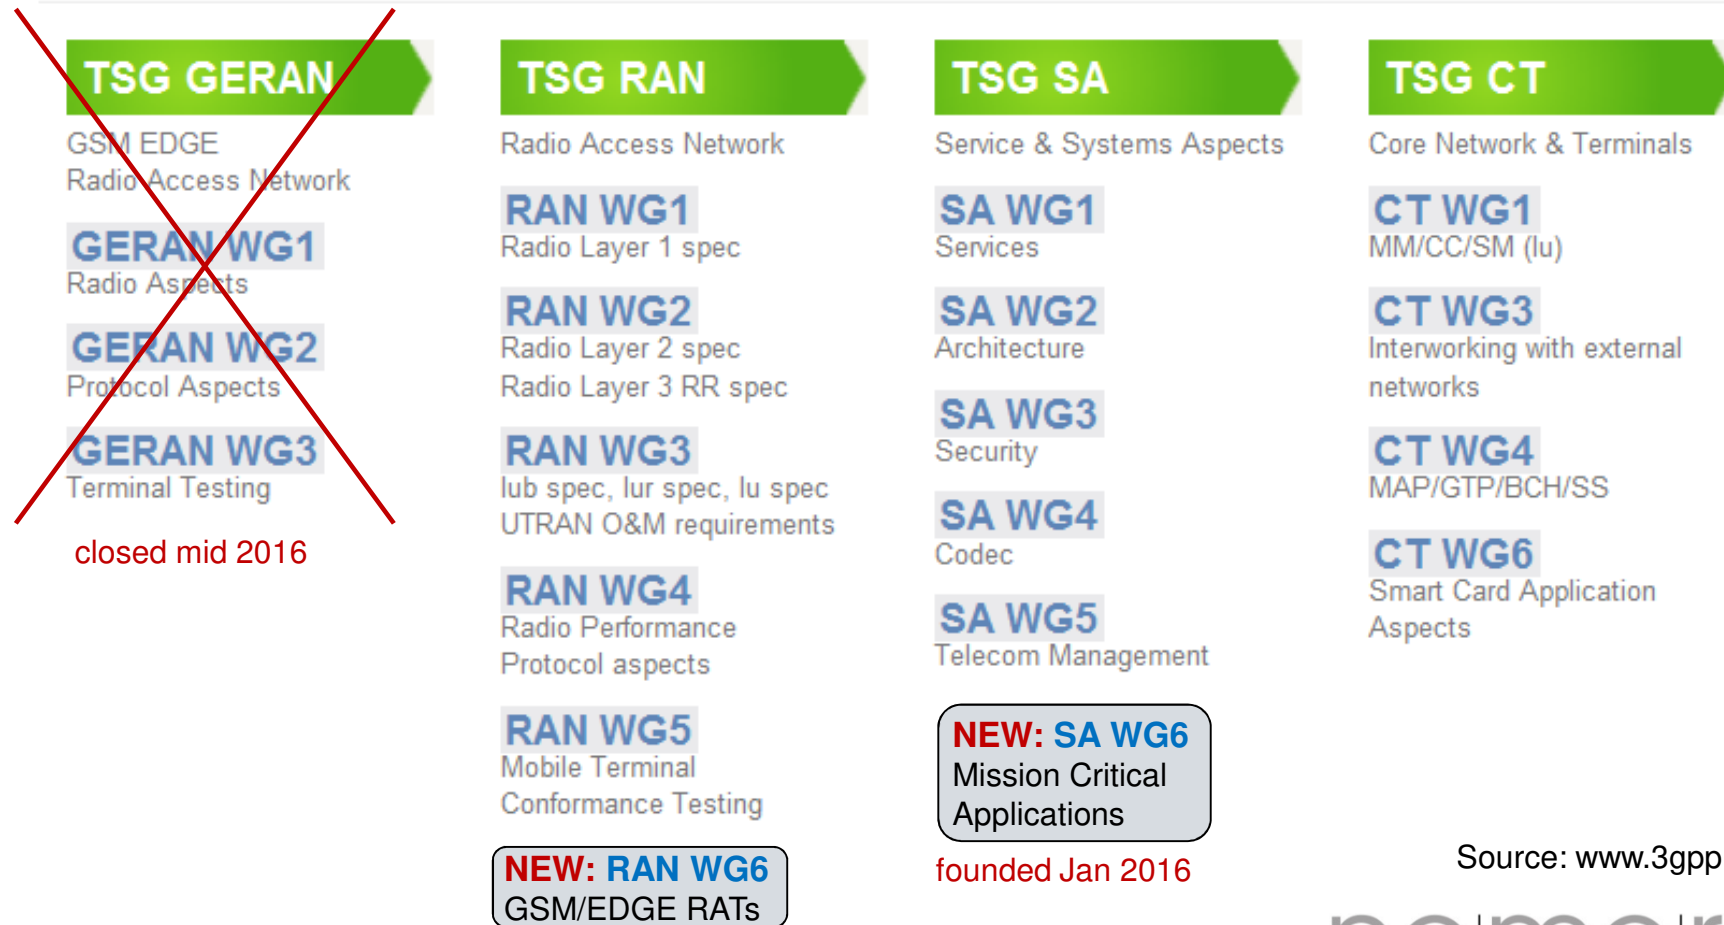 TSG GERAN
GSM EDGE
Radio Access Network
GERAN WG1
Radio Aspects
GERAN WG2
Protocol Aspects
GERAN WG3
Terminal Testing
closed mid 2016
TSG RAN
Radio Access Network
RAN WG1
Radio Layer 1 spec
RAN WG2
Radio Layer 2 spec
Radio Layer 3 RR spec
RAN WG3
Iub spec, Iur spec, Iu spec
UTRAN O&M requirements
RAN WG4
Radio Performance
Protocol aspects
RAN WG5
Mobile Terminal
Conformance Testing
NEW: RAN WG6
GSM/EDGE RATs
TSG SA
Service & Systems Aspects
SA WG1
Services
SA WG2
Architecture
SA WG3
Security
SA WG4
Codec
SA WG5
Telecom Management
NEW: SA WG6
Mission Critical
Applications
founded Jan 2016
TSG CT
Core Network & Terminals
CT WG1
MM/CC/SM (Iu)
CT WG3
Interworking with external
networks
CT WG4
MAP/GTP/BCH/SS
CT WG6
Smart Card Application
Aspects
Source: www.3gpp